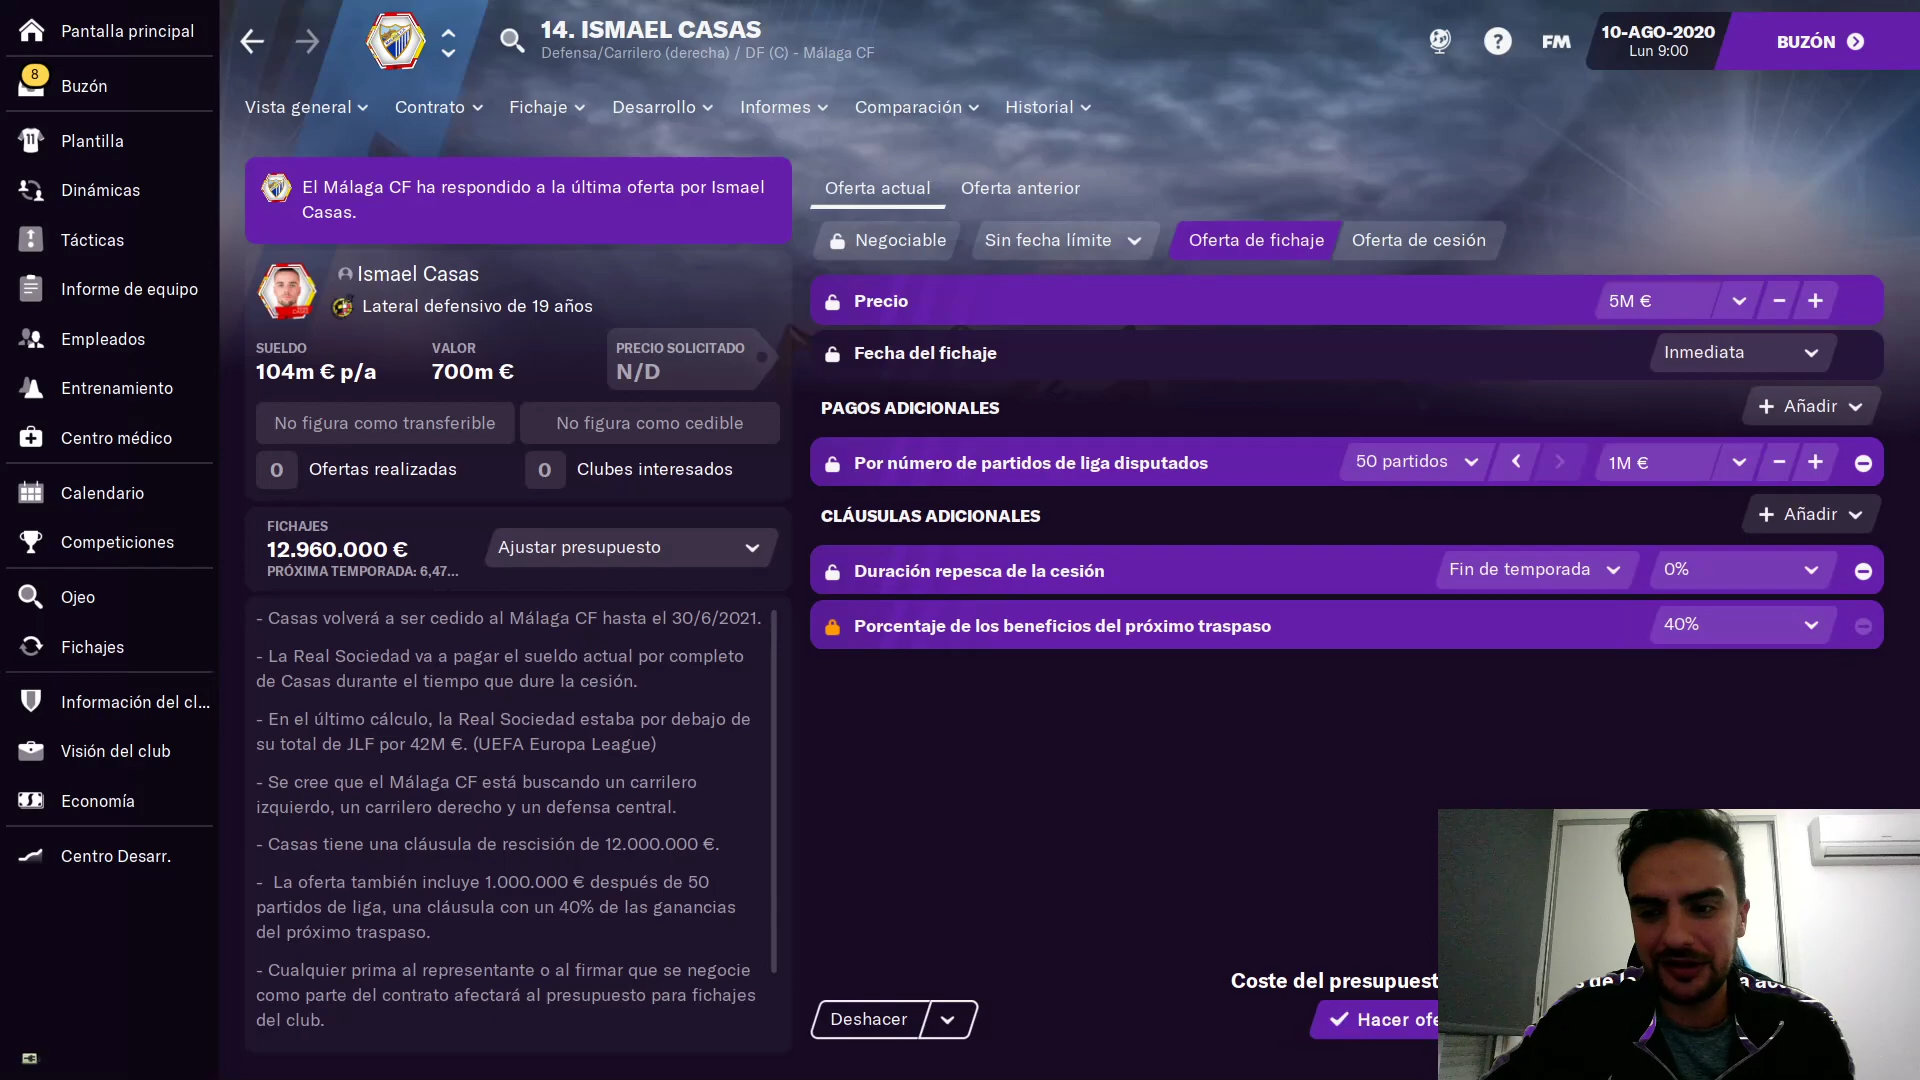 Pantalla principal
8
Buzón
Plantilla
Dinámicas
Tácticas
Informe de equipo
Empleados
Entrenamiento
Centro médico
Calendario
Competiciones
Ojeo
Fichajes
Información del cl...
Visión del club
Economía
Centro Desarr.
14. ISMAEL CASAS
Defensa/Carrilero (derecha) / DF (C) - Málaga CF
?
FM
10-AGO-2020
Lun 9:00
BUZÓN
Vista general
Contrato
Fichaje
Desarrollo
Informes
Comparación
Historial
El Málaga CF ha respondido a la última oferta por Ismael
Casas.
Ismael Casas
Lateral defensivo de 19 años
SUELDO
104m € p/a
VALOR
700m €
PRECIO SOLICITADO
N/D
No figura como transferible
No figura como cedible
0 Ofertas realizadas
0 Clubes interesados
FICHAJES
12.960.000 €
PRÓXIMA TEMPORADA: 6,47...
Ajustar presupuesto
- Casas volverá a ser cedido al Málaga CF hasta el 30/6/2021.
- La Real Sociedad va a pagar el sueldo actual por completo
de Casas durante el tiempo que dure la cesión.
- En el último cálculo, la Real Sociedad estaba por debajo de
su total de JLF por 42M €. (UEFA Europa League)
- Se cree que el Málaga CF está buscando un carrilero
izquierdo, un carrilero derecho y un defensa central.
- Casas tiene una cláusula de rescisión de 12.000.000 €.
- La oferta también incluye 1.000.000 € después de 50
partidos de liga, una cláusula con un 40% de las ganancias
del próximo traspaso.
- Cualquier prima al representante o al firmar que se negocie
como parte del contrato afectará al presupuesto para fichajes
del club.
Oferta actual
Oferta anterior
Negociable
Sin fecha límite
Oferta de fichaje
Oferta de cesión
Precio
5M €
Fecha del fichaje
Inmediata
PAGOS ADICIONALES
Añadir
Por número de partidos de liga disputados
50 partidos
1M €
CLÁUSULAS ADICIONALES
Añadir
Duración repesca de la cesión
Fin de temporada
0%
Porcentaje de los beneficios del próximo traspaso
40%
Coste del presupuest
Deshacer
Hacer ofe